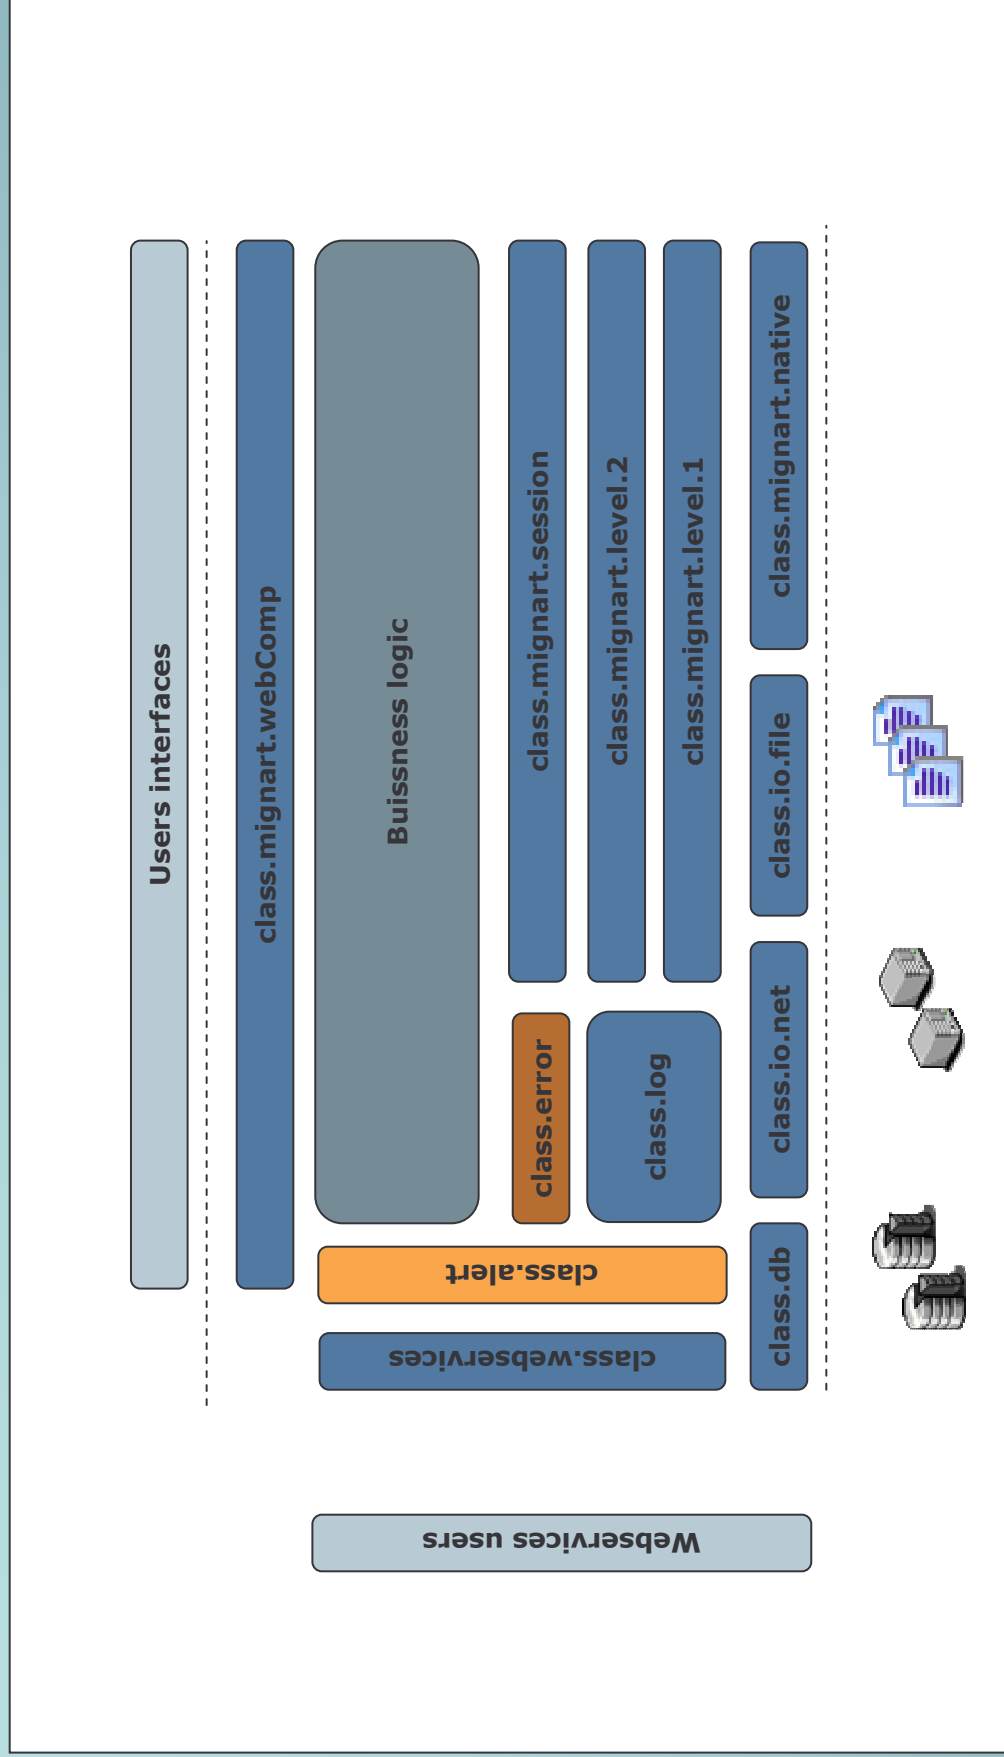 Users interfaces
class.mignart.webComp
Buissness logic
class.mignart.session
class.mignart.level.2
class.mignart.level.1
class.error
class.log
class.alert
class.webservices
Webservices users
class.db
class.io.net
class.io.file
class.mignart.native